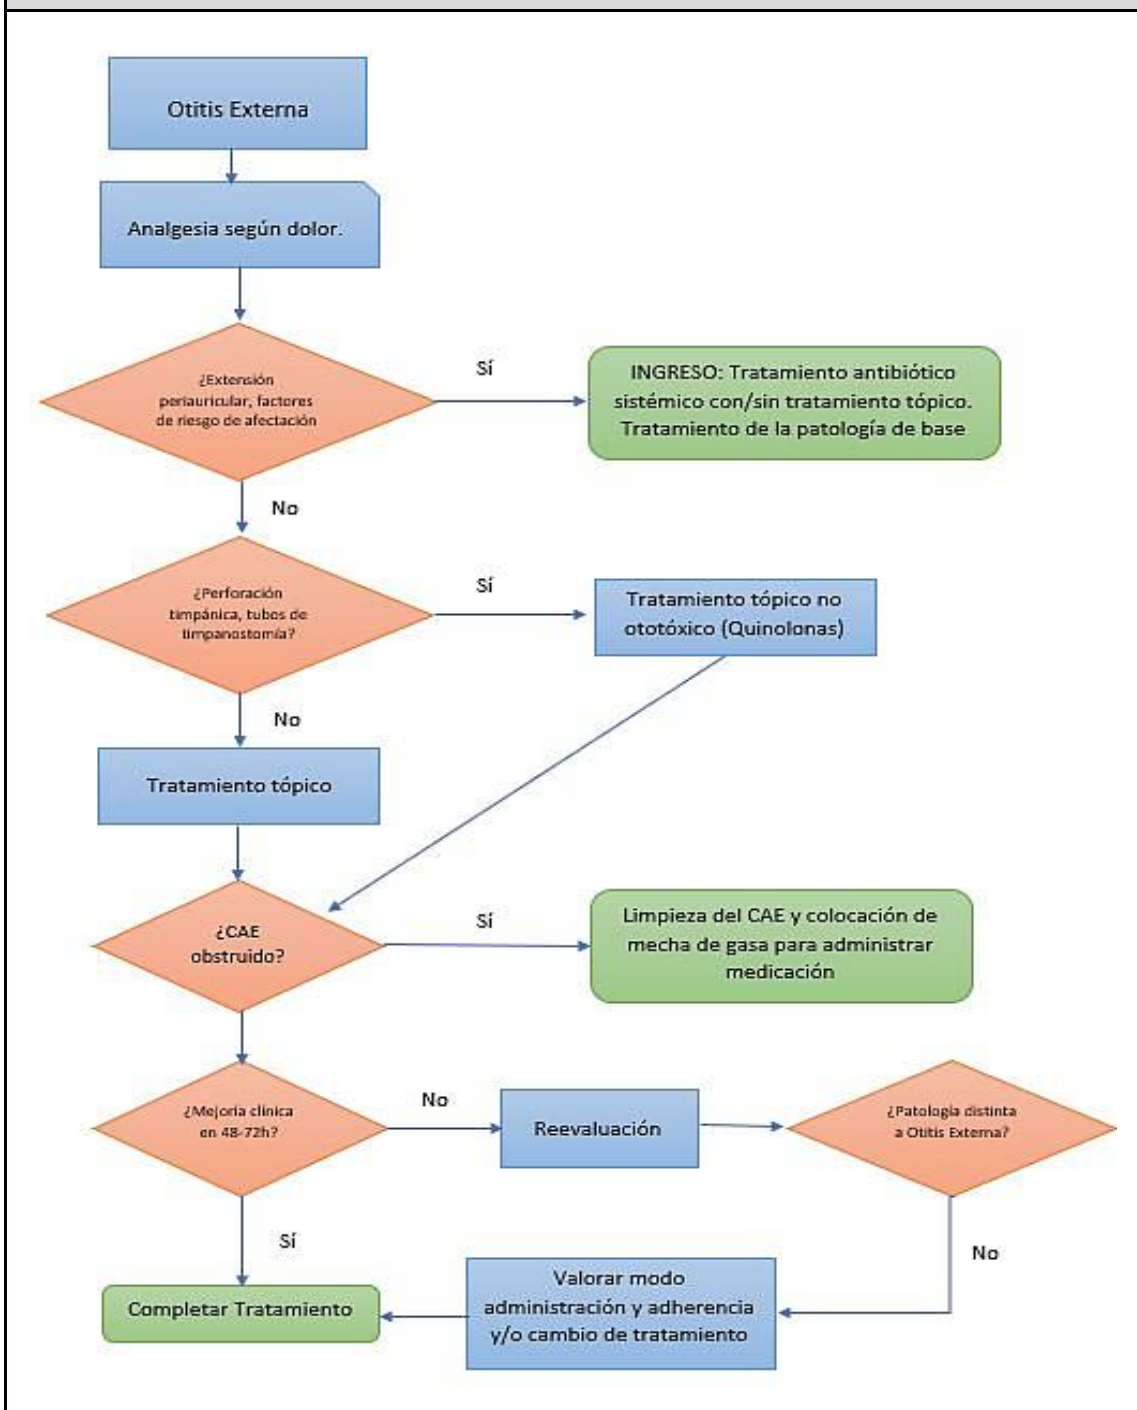 Otitis Externa
Analgesia según dolor.
¿Extensión
periauricular, factores
de riesgo de afectación
Sí
INGRESO: Tratamiento antibiótico
sistémico con/sin tratamiento tópico.
Tratamiento de la patología de base
No
¿Perforación
timpánica, tubos de
timpanostomía?
Sí
Tratamiento tópico no
ototóxico (Quinolonas)
No
Tratamiento tópico
¿CAE
obstruido?
Sí
Limpieza del CAE y colocación de
mecha de gasa para administrar
medicación
¿Mejoría clínica
en 48-72h?
No
Reevaluación
¿Patología distinta
a Otitis Externa?
Sí
No
Completar Tratamiento
Valorar modo
administración y adherencia
y/o cambio de tratamiento